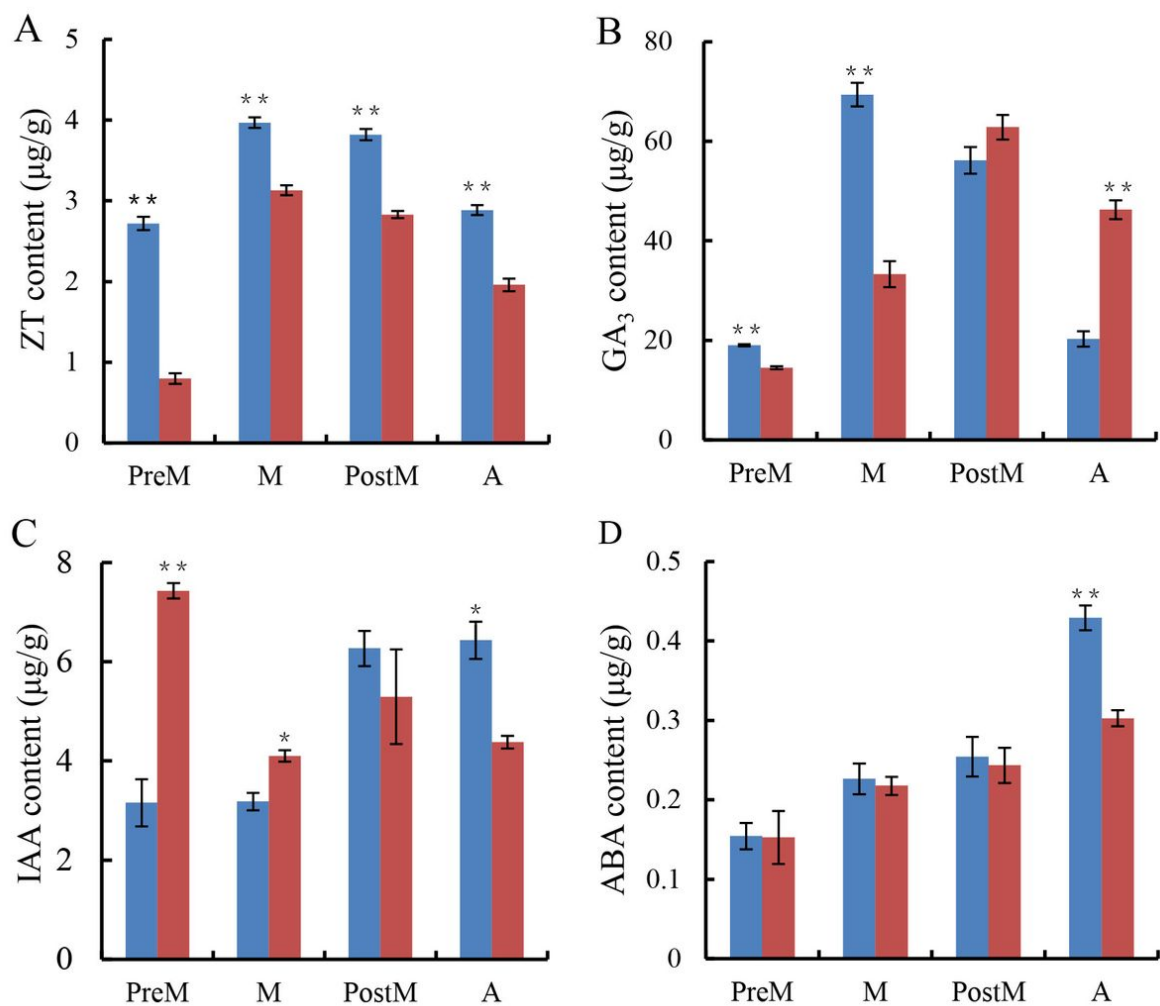 A
ZT content (µg/g)
5
4
3
2
1
0
** ** ** **
PreM M PostM A
B
GA₃ content (µg/g)
80
60
40
20
0
** ** **
PreM M PostM A
C
IAA content (µg/g)
8
6
4
2
0
** * *
PreM M PostM A
D
ABA content (µg/g)
0.5
0.4
0.3
0.2
0.1
0
**
PreM M PostM A